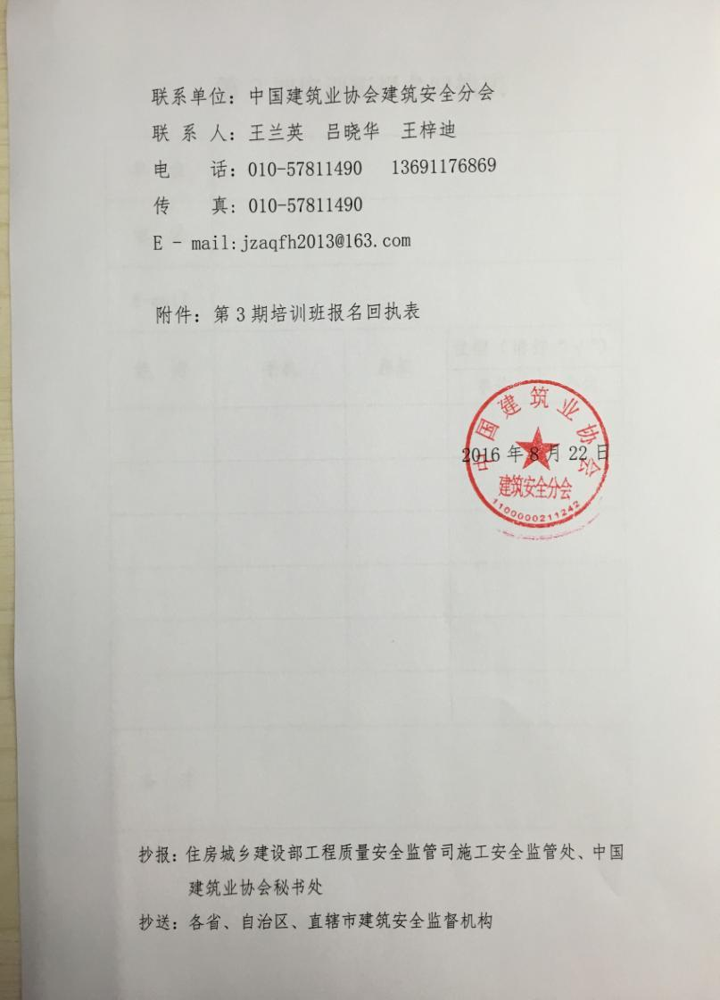 联系单位：中国建筑业协会建筑安全分会
联 系 人：王兰英 吕晓华 王梓迪
电 话：010-57811490 13691176869
传 真：010-57811490
E - mail:jzaqfh2013@163.com
附件：第 3 期培训班报名回执表
中国建筑业协会
2016 年 8 月 22 日
建筑安全分会
1100000211242
抄报：住房城乡建设部工程质量安全监管司施工安全监管处、中国
建筑业协会秘书处
抄送：各省、自治区、直辖市建筑安全监督机构